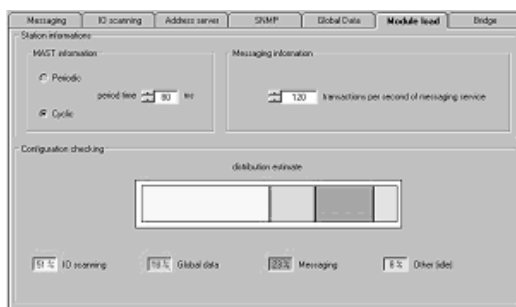 Messaging IO scanning Address server SNMP Global Data Module load Bridge
Station informations
MAST information Messaging information
Periodic
period time 80 ms 120 transactions per second of messaging service
Cyclic
Configuration checking
distribution estimate
51 % IO scanning Global data 23 % Messaging 8 % Other (idle)